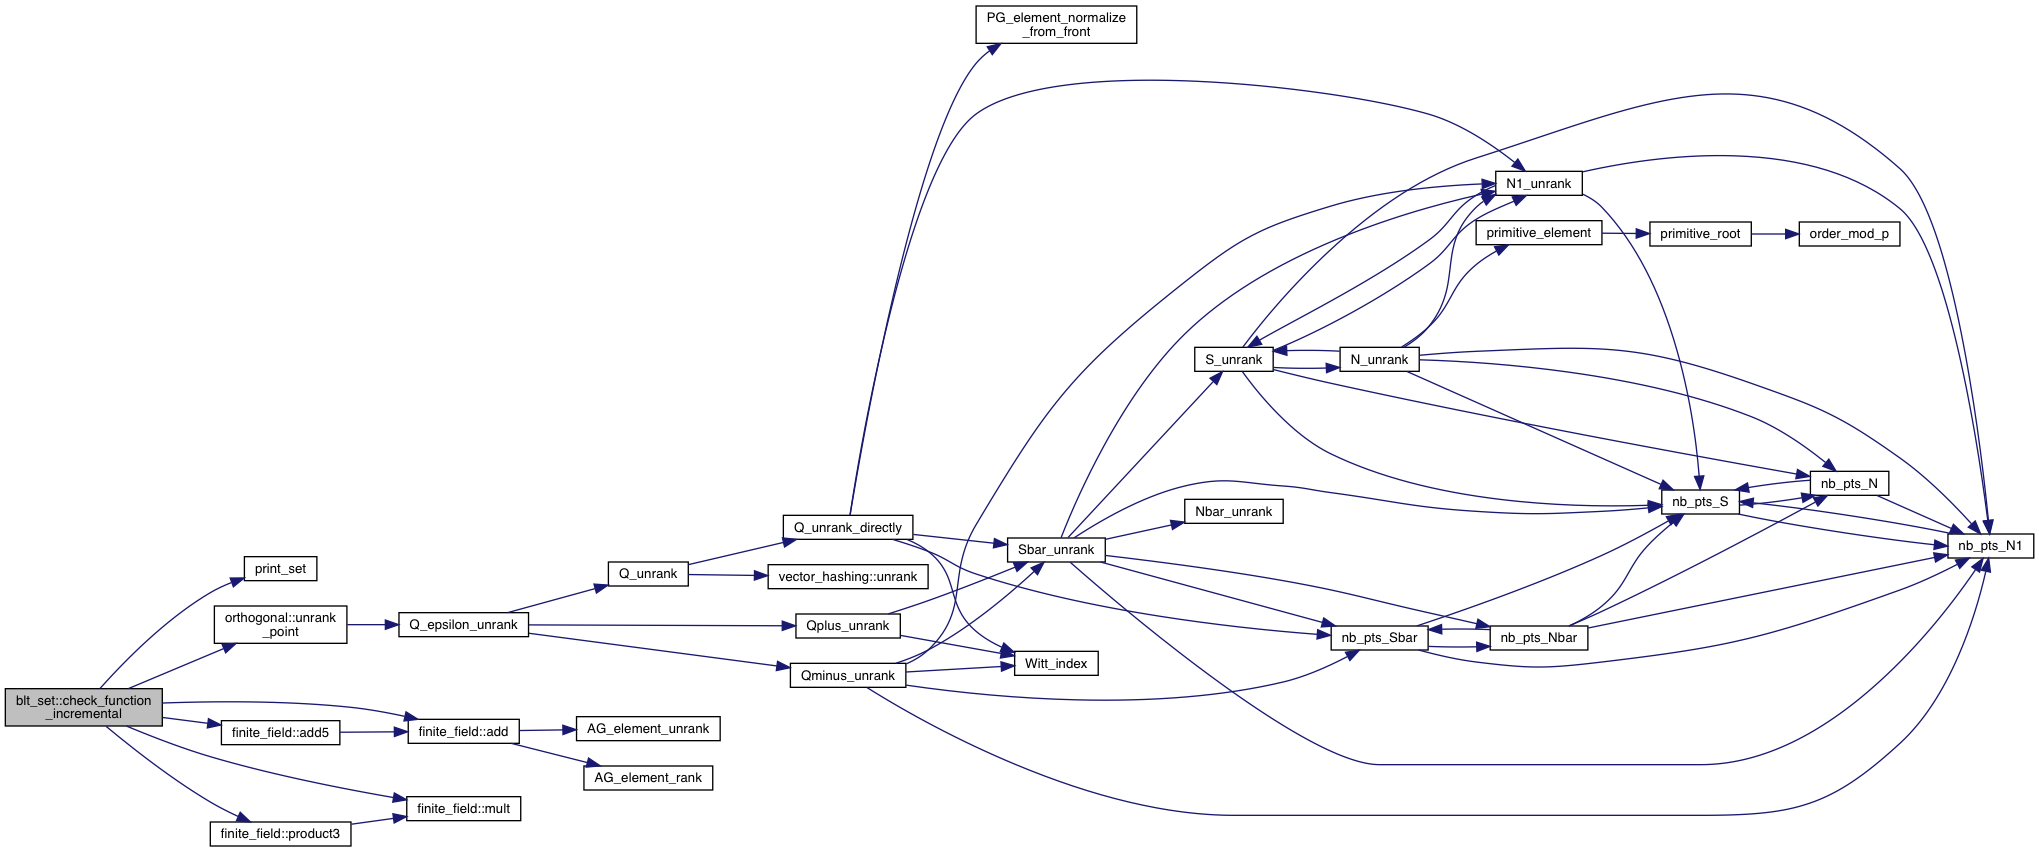 PG_element_normalize
_from_front
N1_unrank
primitive_element
primitive_root
order_mod_p
S_unrank
N_unrank
nb_pts_N
nb_pts_S
Nbar_unrank
Q_unrank_directly
Sbar_unrank
nb_pts_N1
print_set
Q_unrank
vector_hashing::unrank
orthogonal::unrank
_point
Q_epsilon_unrank
Qplus_unrank
nb_pts_Sbar
nb_pts_Nbar
Witt_index
Qminus_unrank
blt_set::check_function
_incremental
finite_field::add5
finite_field::add
AG_element_unrank
AG_element_rank
finite_field::mult
finite_field::product3